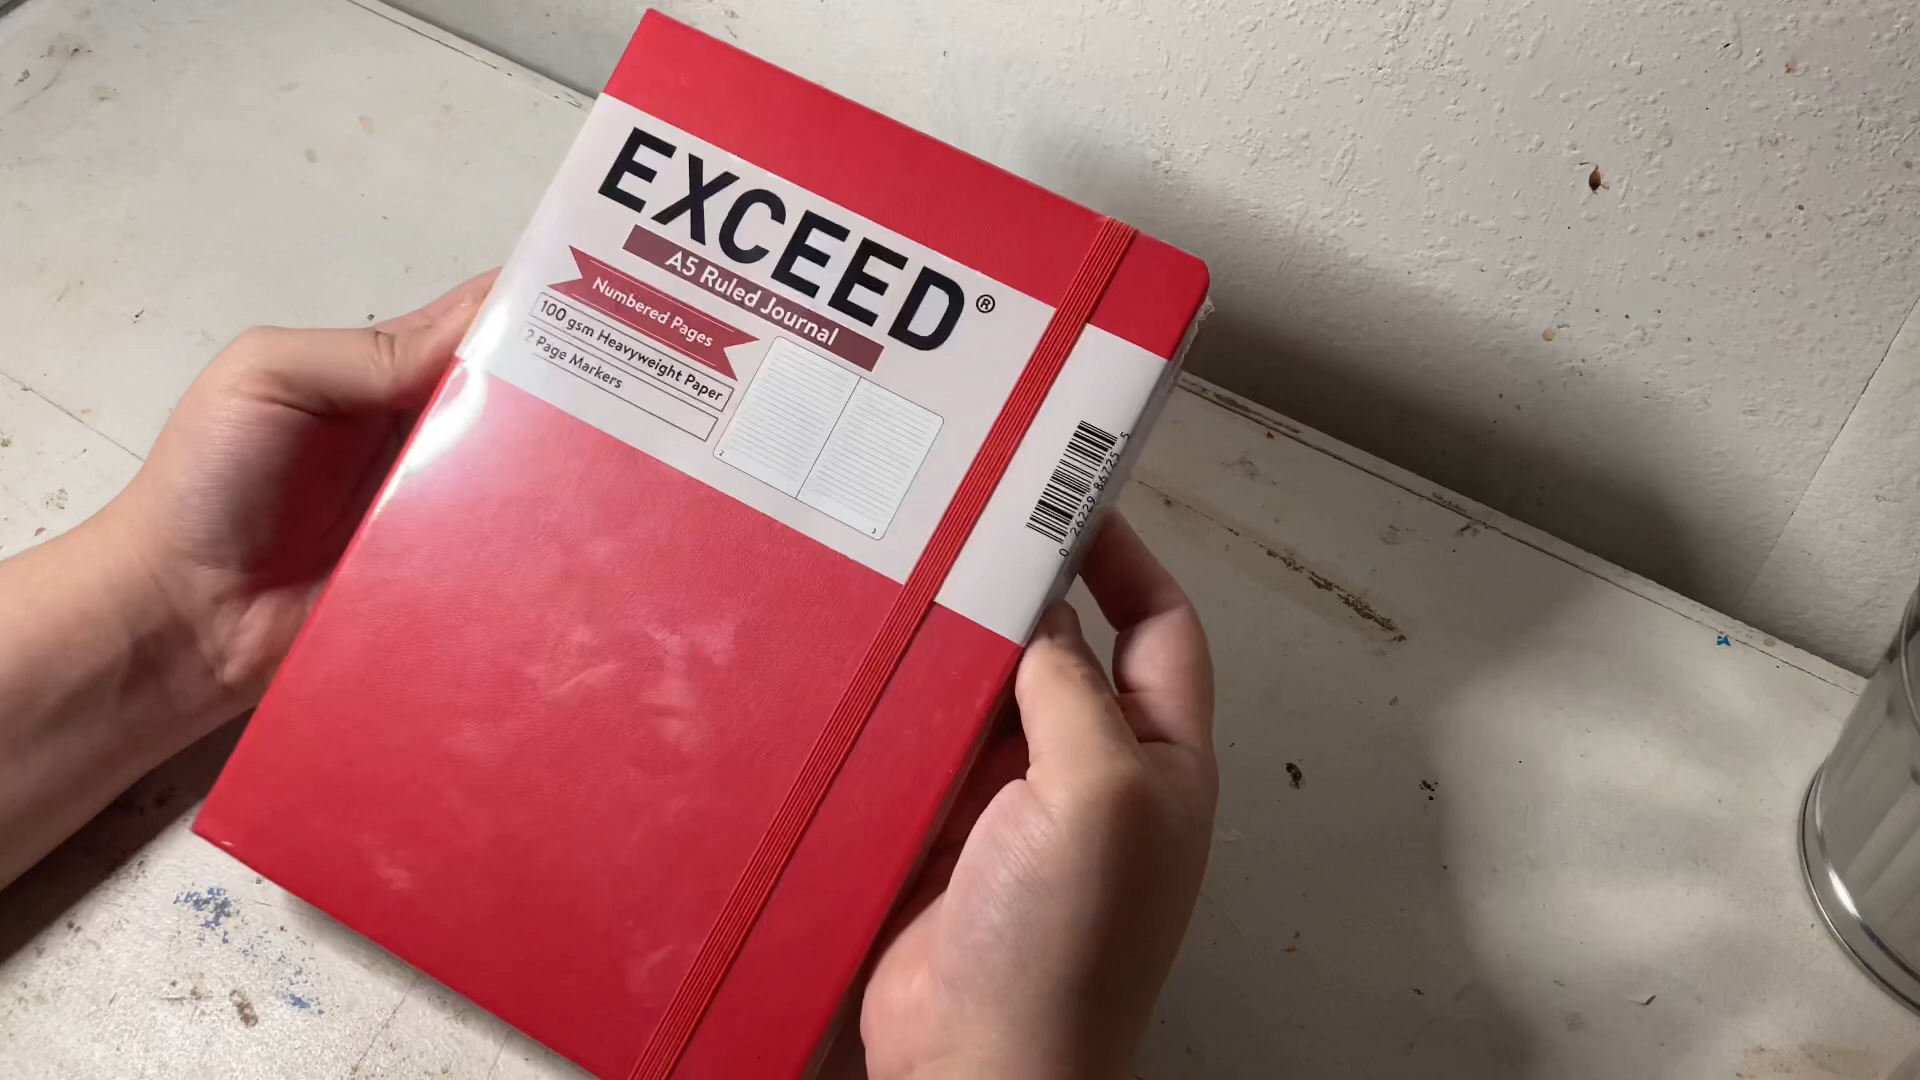 EXCEED®
A5 Ruled Journal
Numbered Pages
100 gsm Heavyweight Paper
2 Page Markers
2
3
0 26229 86725 5